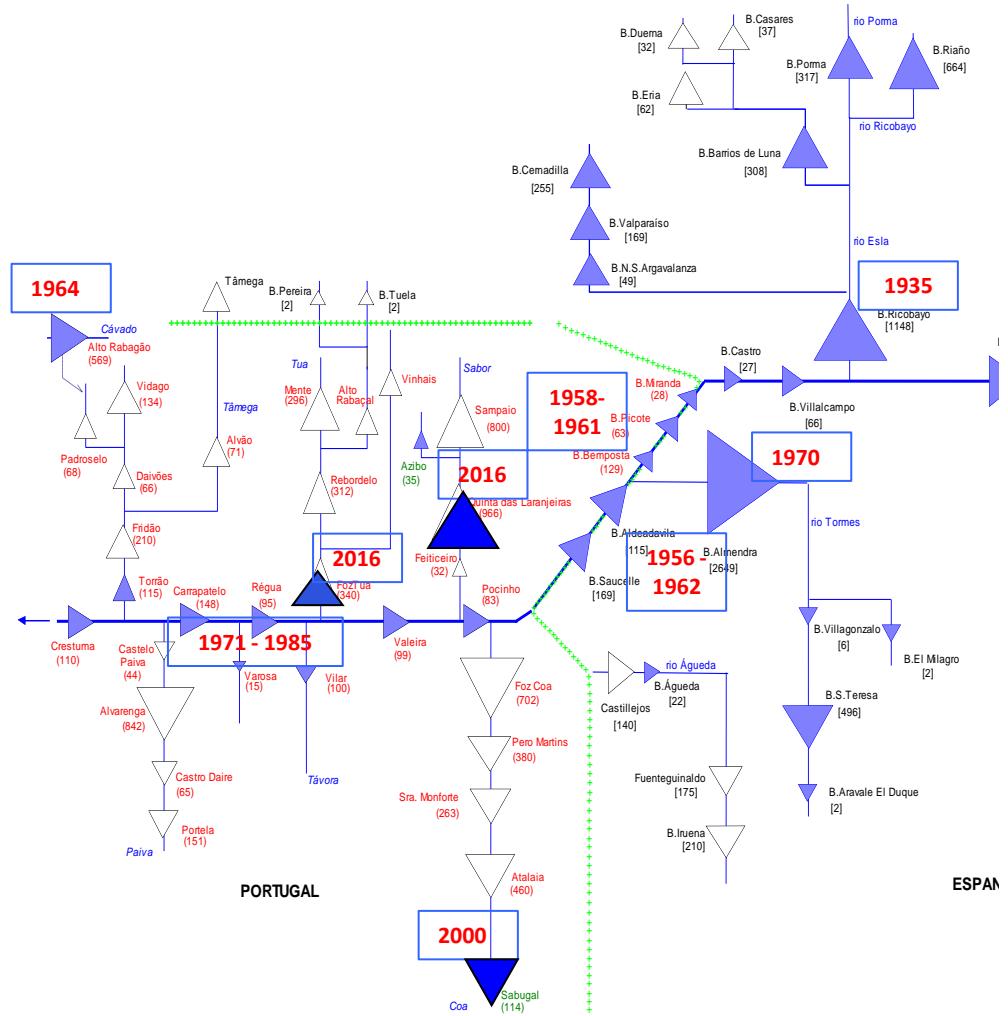 rio Porma
B.Duerna
[32]
B.Casares
[37]
B.Porma
[317]
B.Riaño
[664]
B.Eria
[62]
rio Ricobayo
B.Barrios de Luna
[308]
B.Cernadilla
[255]
B.Valparaíso
[169]
rio Esla
B.N.S.Argavalanza
[49]
1964
Tâmega
B.Pereira
[2]
B.Tuela
[2]
1935
B.Ricobayo
[1148]
Cávado
Alto Rabagão
(569)
Vidago
(134)
Tâmega
Tua
Mente
(296)
Alto
Rabaçal
Vinhais
Sabor
Sampaio
(800)
1958-
1961
B.Castro
[27]
B.Miranda
(28)
B.Picote
(63)
B.Bemposta
(129)
B.Villalcampo
[66]
Padroselo
(68)
Alvão
(71)
Azibo
(35)
2016
1970
Daivões
(66)
Rebordelo
(312)
Quinta das Laranjeiras
(966)
rio Tormes
Fridão
(210)
2016
B.Aldeadavila
[115]
1956 -
1962
B.Almendra
[2649]
Torrão
(115)
Carrapatelo
(148)
Régua
(95)
FozTua
(340)
Feiticeiro
(32)
Pocinho
(83)
B.Saucelle
[169]
Crestuma
(110)
1971 - 1985
Valeira
(99)
B.Villagonzalo
[6]
B.El Milagro
[2]
Castelo
Paiva
(44)
Varosa
(15)
Vilar
(100)
rio Águeda
B.Águeda
[22]
Castillejos
[140]
Alvarenga
(842)
Foz Coa
(702)
B.S.Teresa
[496]
Castro Daire
(65)
Távora
Pero Martins
(380)
Fuenteguinaldo
[175]
Sra. Monforte
(263)
B.Aravale El Duque
[2]
Portela
(151)
Paiva
B.Iruena
[210]
Atalaia
(460)
PORTUGAL
ESPAN
2000
Coa
Sabugal
(114)